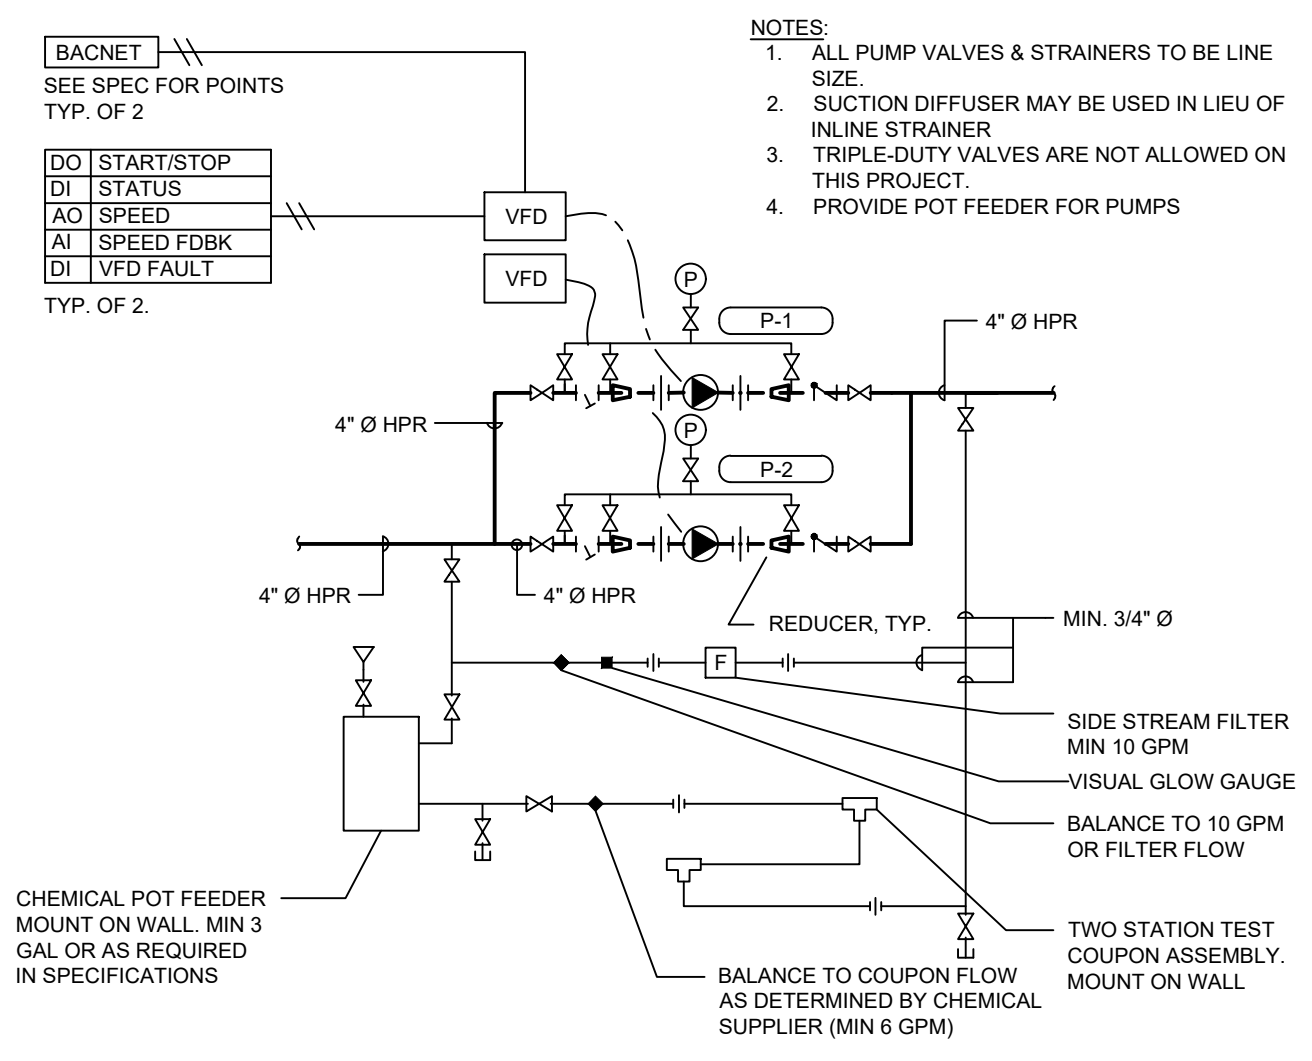 BACNET
SEE SPEC FOR POINTS
TYP. OF 2
DO START/STOP
DI STATUS
AO SPEED
AI SPEED FDBK
DI VFD FAULT
TYP. OF 2.
NOTES:
1. ALL PUMP VALVES & STRAINERS TO BE LINE
SIZE.
2. SUCTION DIFFUSER MAY BE USED IN LIEU OF
INLINE STRAINER
3. TRIPLE-DUTY VALVES ARE NOT ALLOWED ON
THIS PROJECT.
4. PROVIDE POT FEEDER FOR PUMPS
VFD
VFD
P
P-1
4" Ø HPR
4" Ø HPR
P
P-2
4" Ø HPR
4" Ø HPR
REDUCER, TYP.
MIN. 3/4" Ø
F
SIDE STREAM FILTER
MIN 10 GPM
VISUAL GLOW GAUGE
BALANCE TO 10 GPM
OR FILTER FLOW
CHEMICAL POT FEEDER
MOUNT ON WALL. MIN 3
GAL OR AS REQUIRED
IN SPECIFICATIONS
TWO STATION TEST
COUPON ASSEMBLY.
MOUNT ON WALL
BALANCE TO COUPON FLOW
AS DETERMINED BY CHEMICAL
SUPPLIER (MIN 6 GPM)